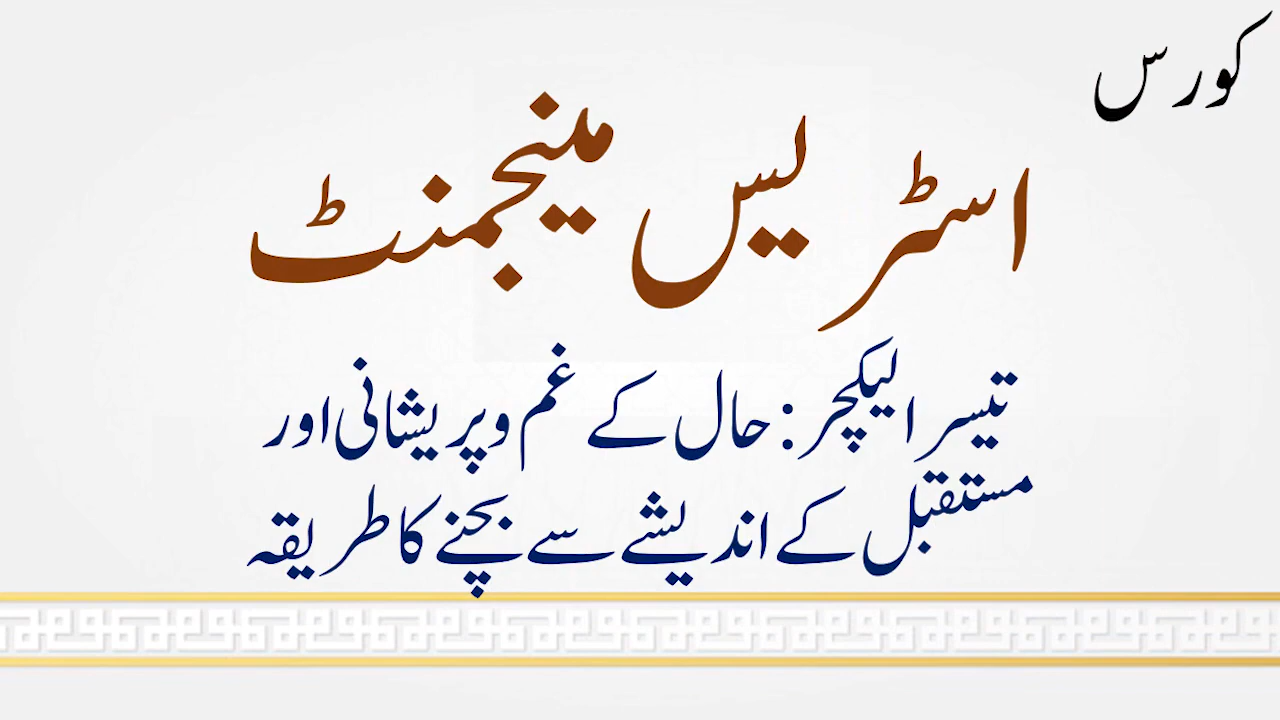 کورس
اسٹریس مینجمنٹ
تیسرا لیکچر: حال کے غم و پریشانی اور
مستقبل کے اندیشے سے بچنے کا طریقہ